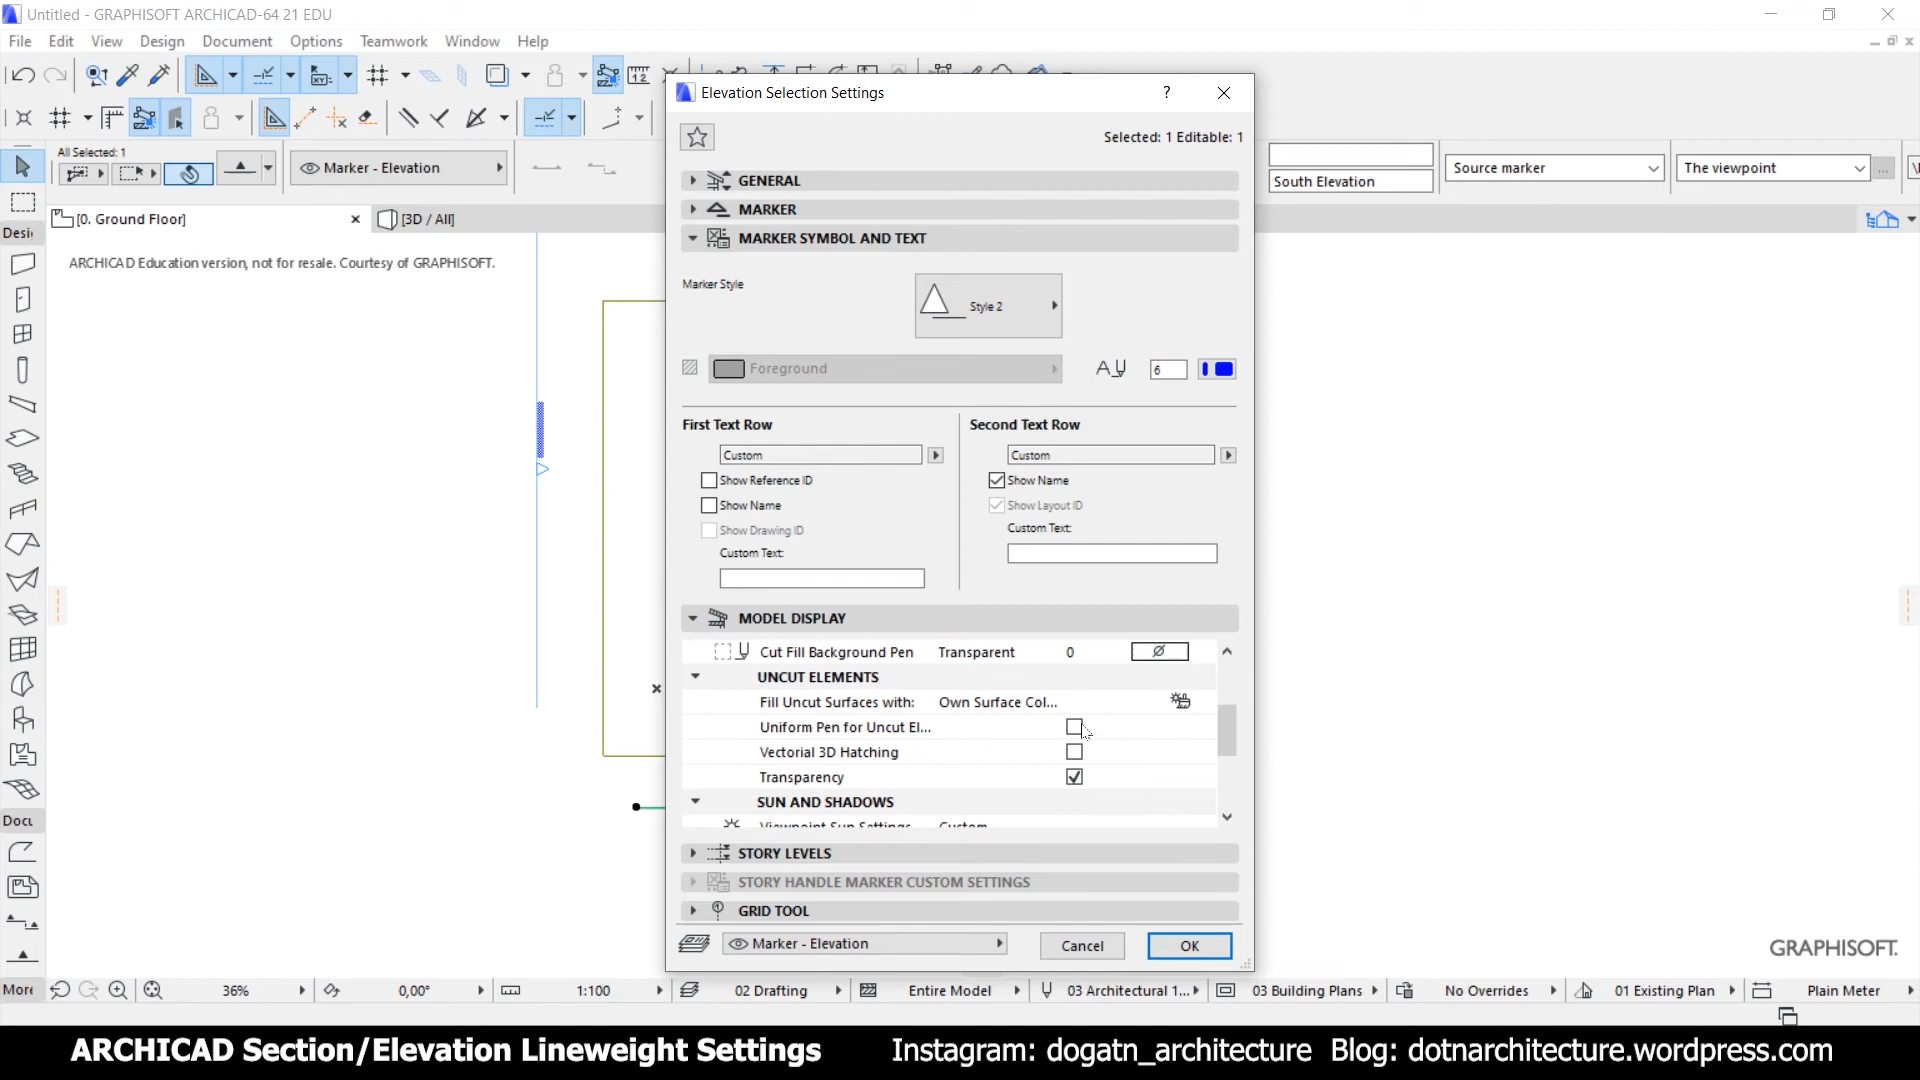 Untitled - GRAPHISOFT ARCHICAD-64 21 EDU
File Edit View Design Document Options Teamwork Window Help
Elevation Selection Settings
?
Selected: 1 Editable: 1
All Selected: 1
Marker - Elevation
South Elevation
Source marker
The viewpoint
...
[0. Ground Floor]
[3D / All]
Desi
ARCHICAD Education version, not for resale. Courtesy of GRAPHISOFT.
GENERAL
MARKER
MARKER SYMBOL AND TEXT
Marker Style
Style 2
Foreground
6
First Text Row
Second Text Row
Custom
Custom
Show Reference ID
Show Name
Show Name
Show Layout ID
Show Drawing ID
Custom Text:
Custom Text:
MODEL DISPLAY
Cut Fill Background Pen Transparent 0
UNCUT ELEMENTS
Fill Uncut Surfaces with: Own Surface Col...
Uniform Pen for Uncut El...
Vectorial 3D Hatching
Transparency
SUN AND SHADOWS
Viewpoint Sun Settings Custom
STORY LEVELS
STORY HANDLE MARKER CUSTOM SETTINGS
GRID TOOL
Marker - Elevation
Cancel
OK
Docu
More
GRAPHISOFT.
36%
0,00°
1:100
02 Drafting
Entire Model
03 Architectural 1...
03 Building Plans
No Overrides
01 Existing Plan
Plain Meter
ARCHICAD Section/Elevation Lineweight Settings Instagram: dogatn_architecture Blog: dotnarchitecture.wordpress.com